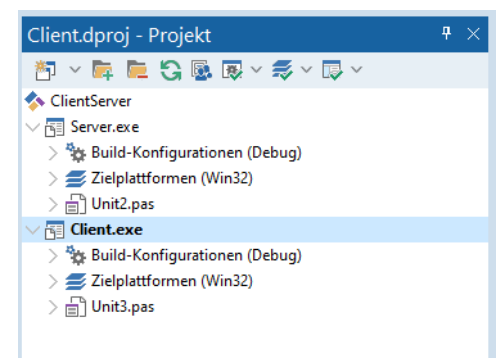 Client.dproj - Projekt
ClientServer
Server.exe
Build-Konfigurationen (Debug)
Zielplattformen (Win32)
Unit2.pas
Client.exe
Build-Konfigurationen (Debug)
Zielplattformen (Win32)
Unit3.pas